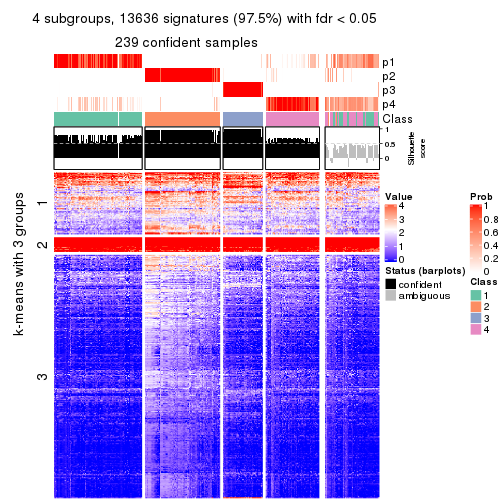 4 subgroups, 13636 signatures (97.5%) with fdr < 0.05
239 confident samples
p1
p2
p3
p4
Class
1
0.5
0
Silhouette
score
k-means with 3 groups
1
2
3
Value
4
3
2
1
0
Status (barplots)
confident
ambiguous
Prob
1
0.8
0.6
0.4
0.2
0
Class
1
2
3
4